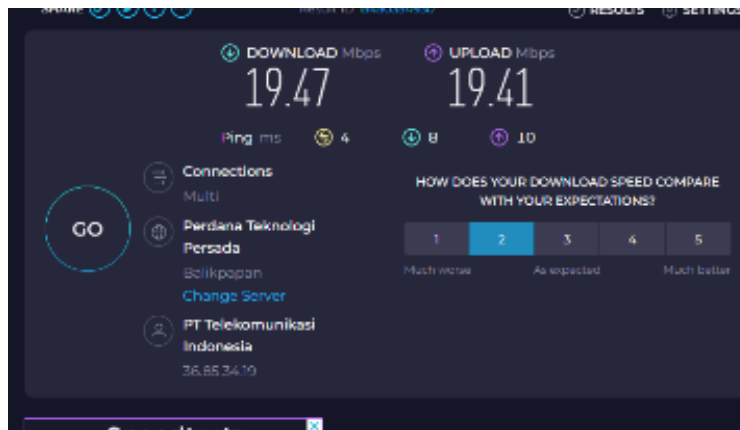 SHARE
RESULTS
SETTINGS
DOWNLOAD Mbps
UPLOAD Mbps
19.47
19.41
Ping ms 4 8 10
GO
Connections
Multi
Perdana Teknologi
Persada
Balikpapan
Change Server
PT Telekomunikasi
Indonesia
36.85.34.19
HOW DOES YOUR DOWNLOAD SPEED COMPARE
WITH YOUR EXPECTATIONS?
1 2 3 4 5
Much worse As expected Much better